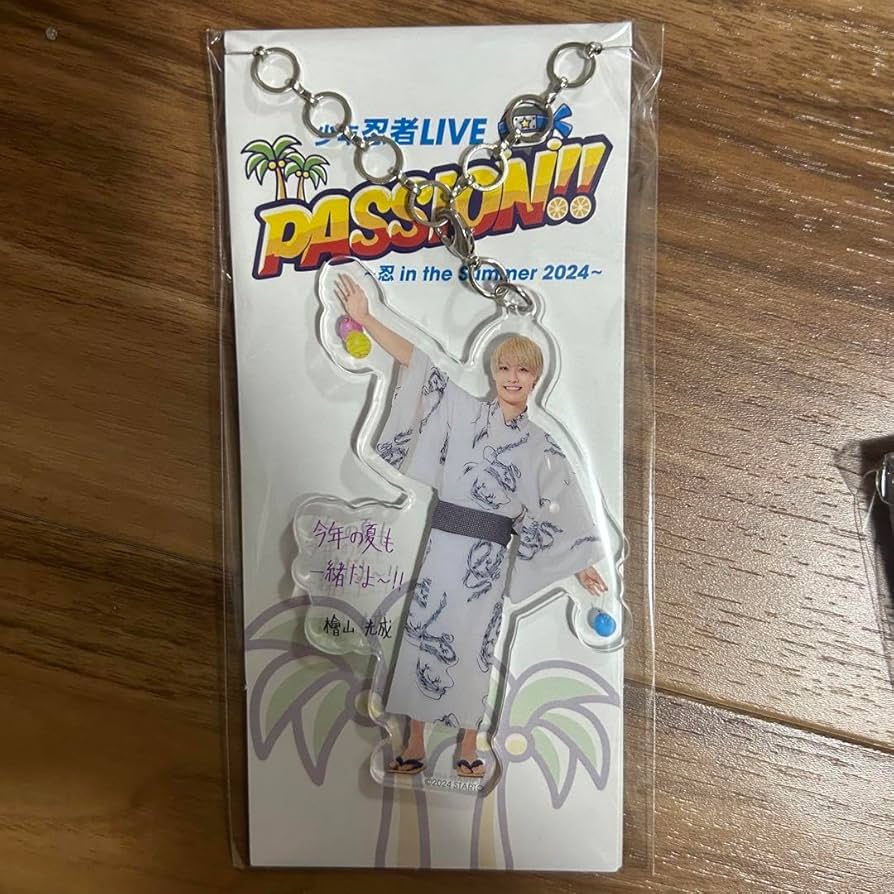 少年忍者LIVE
PASSION!!
~忍 in the Summer 2024~
今年の夏も
一緒だよ〜!!
檜山 光成
©2024 START